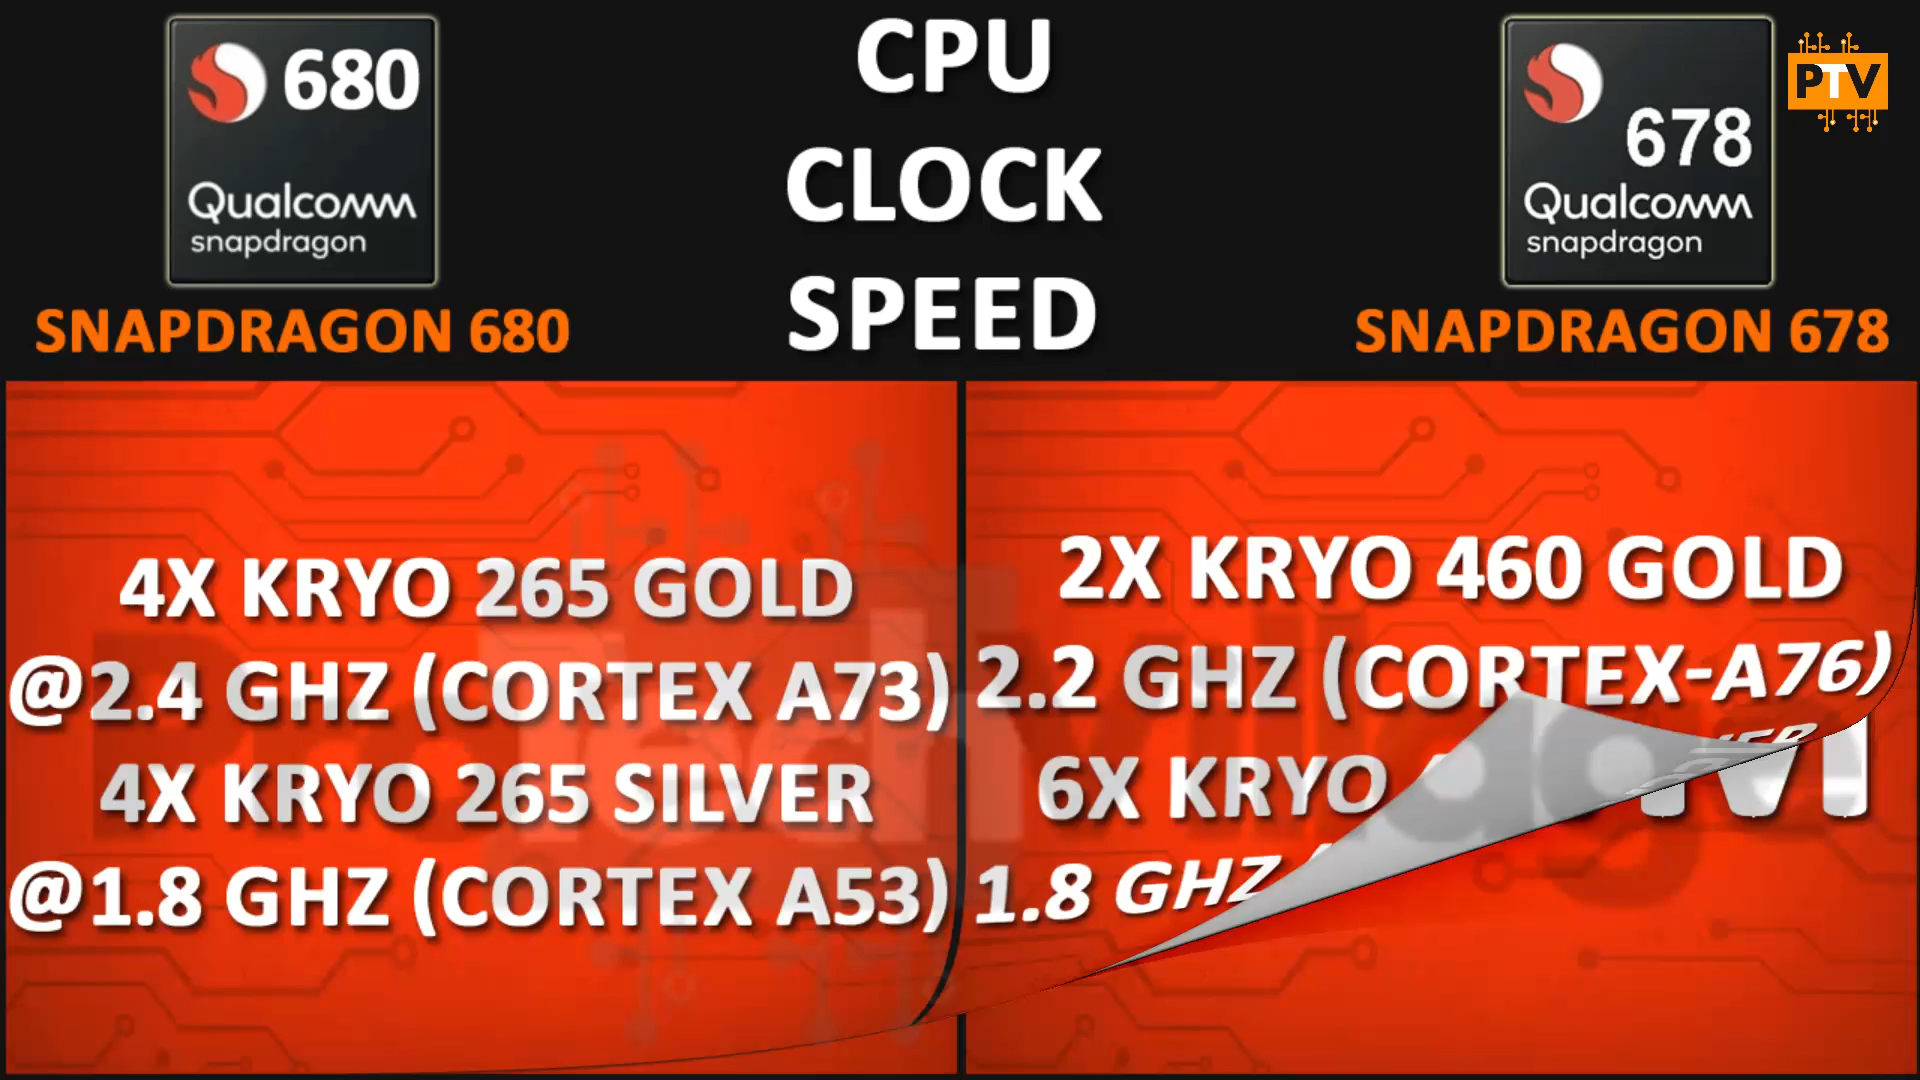 680
Qualcomm
snapdragon
SNAPDRAGON 680
CPU
CLOCK
SPEED
678
Qualcomm
snapdragon
SNAPDRAGON 678
PTV
4X KRYO 265 GOLD
@2.4 GHZ (CORTEX A73)
4X KRYO 265 SILVER
@1.8 GHZ (CORTEX A53)
2X KRYO 460 GOLD
2.2 GHZ (CORTEX-A76)
6X KRYO
1.8 GHZ
ProTechVillage